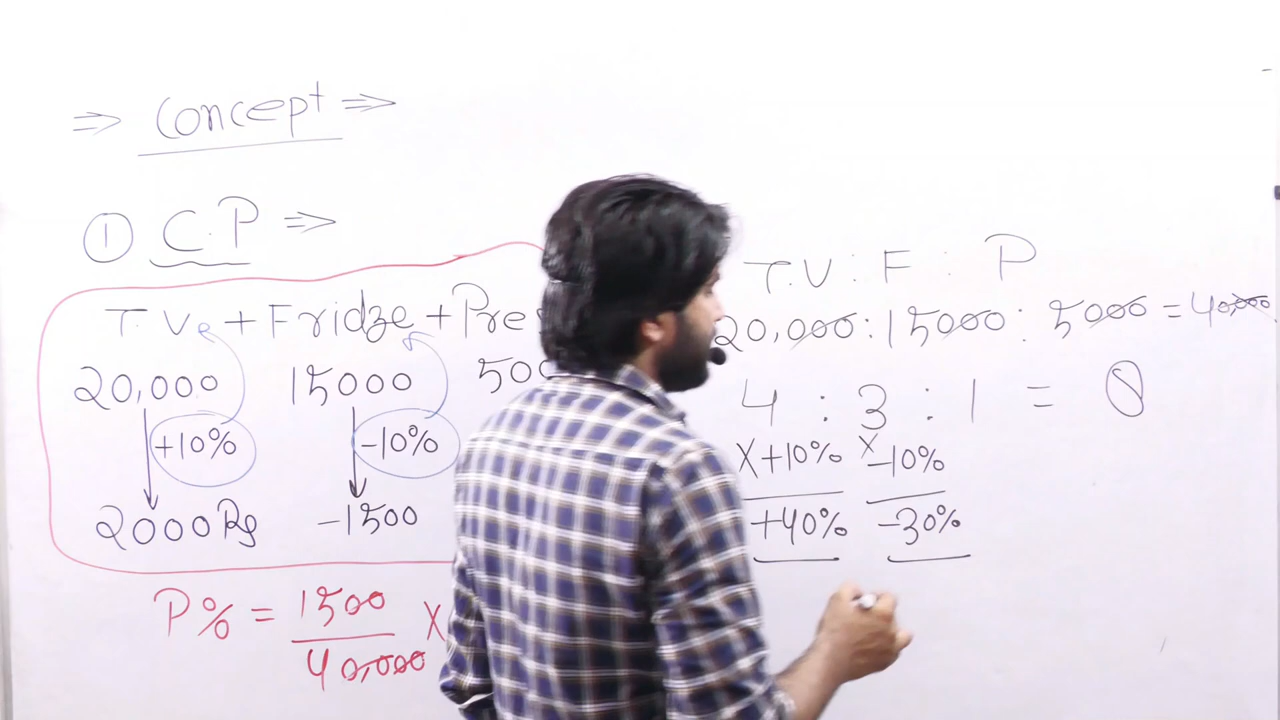 ⇒ Concept ⇒
① C.P ⇒
T.V + Fridze + Pre
20,000 15000 500
+10% -10%
2000 Rs -1500
P% = 1500/40,000 X
T.V : F : P
20,000 : 15000 : 5000 = 40,000
4 : 3 : 1 = 8
X+10% X-10%
+40% -30%